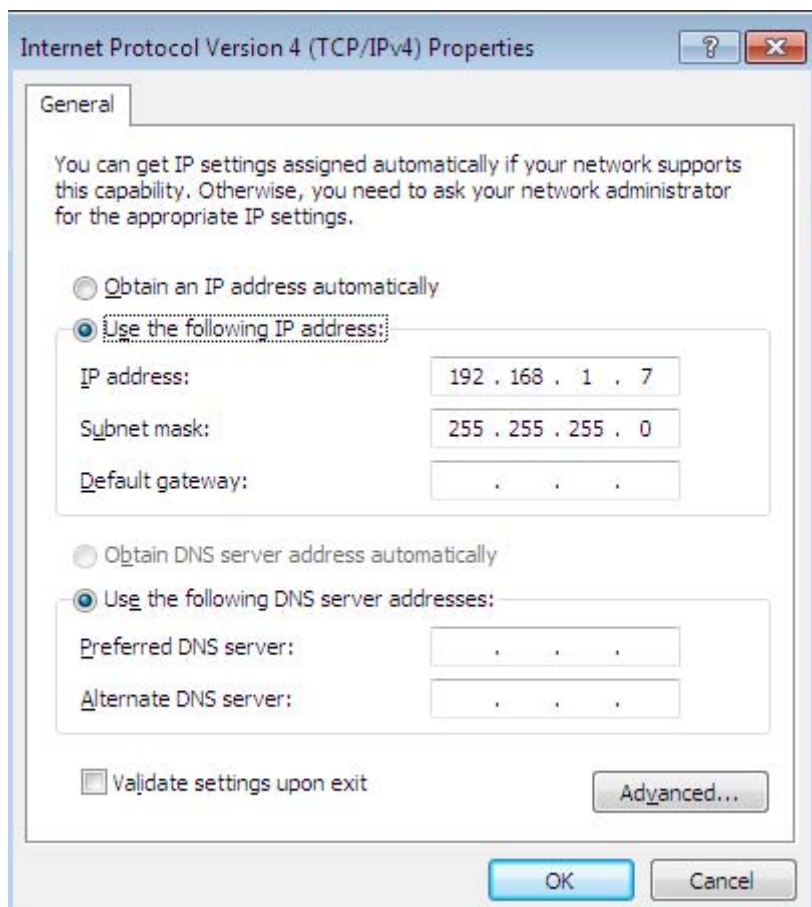 Internet Protocol Version 4 (TCP/IPv4) Properties
General
You can get IP settings assigned automatically if your network supports
this capability. Otherwise, you need to ask your network administrator
for the appropriate IP settings.
Obtain an IP address automatically
Use the following IP address:
IP address: 192 . 168 . 1 . 7
Subnet mask: 255 . 255 . 255 . 0
Default gateway: . . .
Obtain DNS server address automatically
Use the following DNS server addresses:
Preferred DNS server: . . .
Alternate DNS server: . . .
Validate settings upon exit
Advanced...
OK Cancel